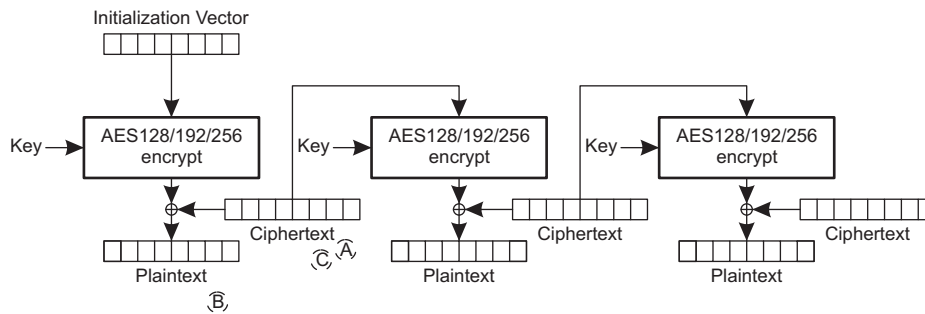 Initialization Vector
Key
AES128/192/256
encrypt
Key
AES128/192/256
encrypt
Key
AES128/192/256
encrypt
Ciphertext
Ciphertext
Ciphertext
Plaintext
Plaintext
Plaintext
C
A
B